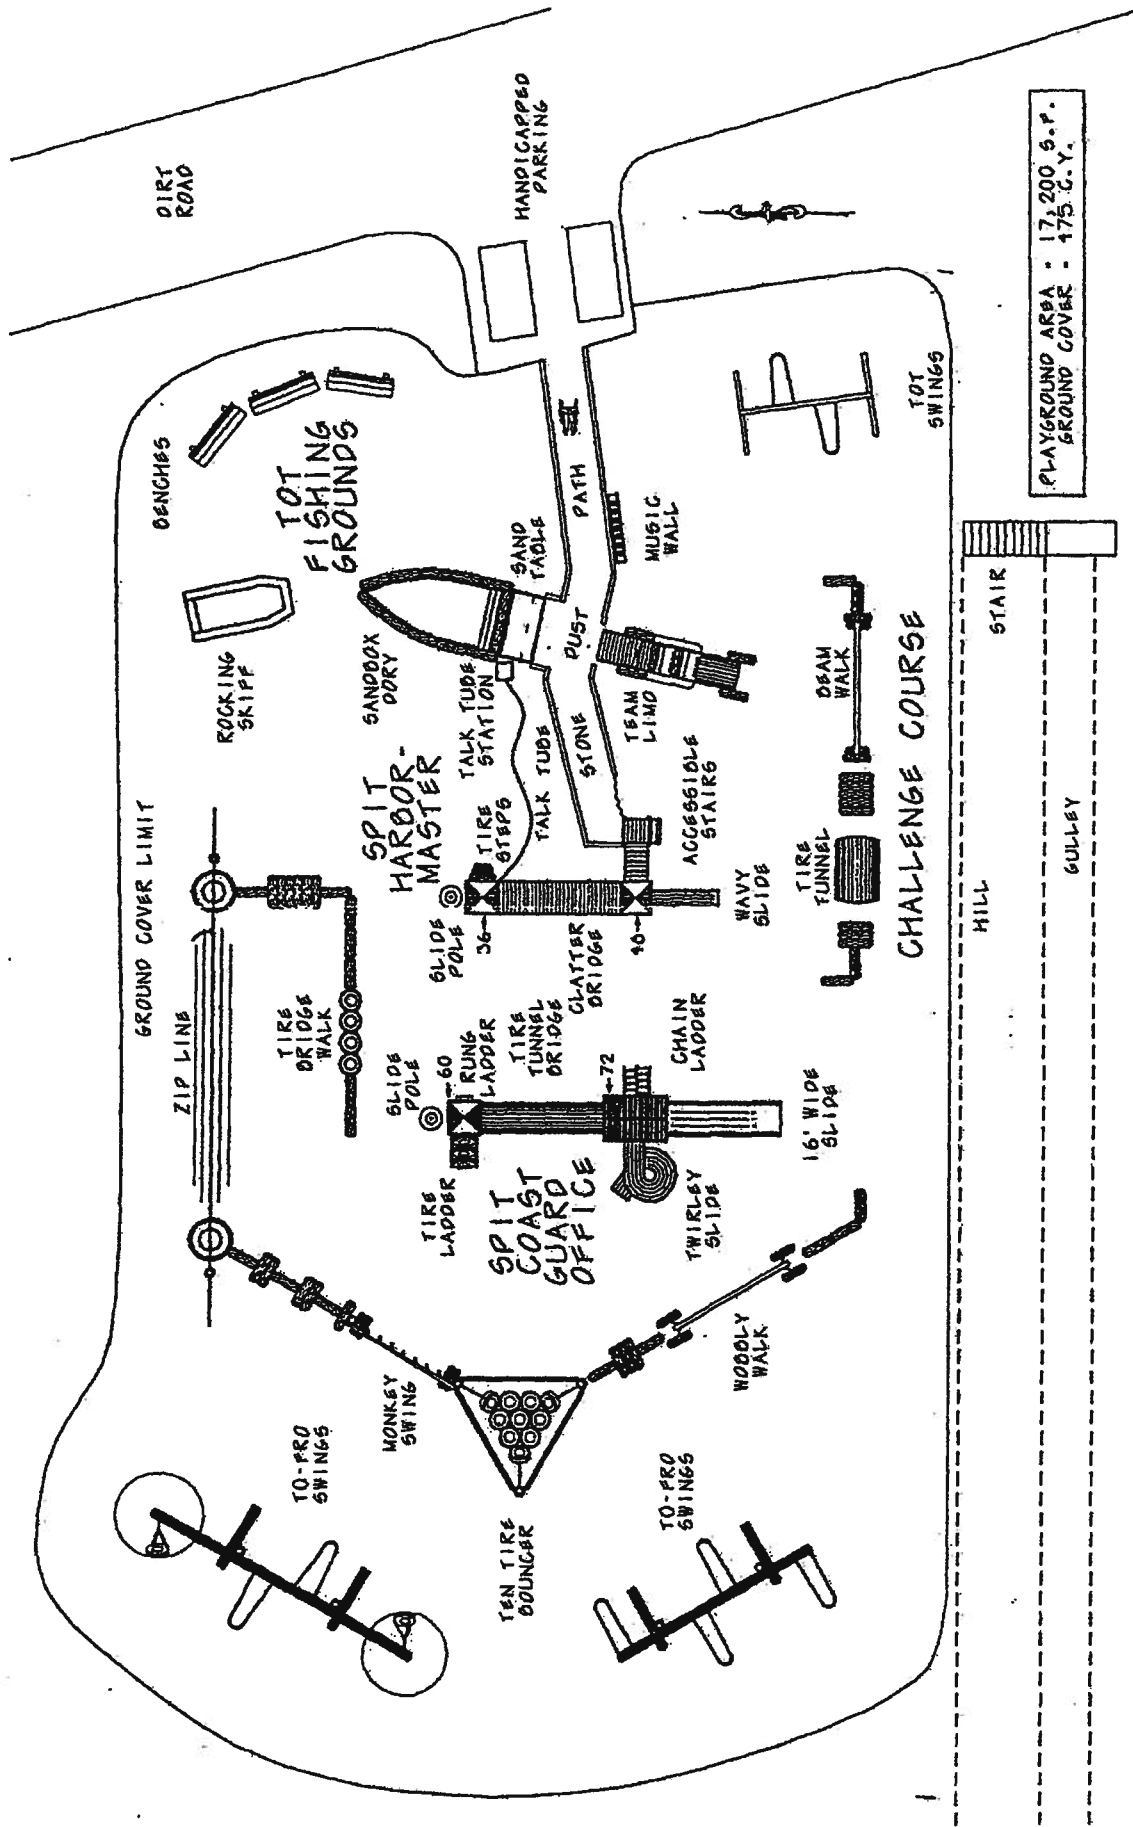 GROUND COVER LIMIT
BENCHES
DIRT
ROAD
ZIP LINE
ROCKING
SKIFF
TIRE
BRIDGE
WALK
TOT
FISHING
GROUNDS
HANDICAPPED
PARKING
TO-FRO
SWINGS
MONKEY
SWING
SLIDE
POLE
←60
RUNG
LADDER
TIRE
LADDER
SLIDE
POLE
36→
SPIT
HARBOR-
MASTER
TIRE
STEPS
SANDBOX
DORY
TALK TUBE
STATION
TALK TUBE
SAND
TABLE
STONE
DUST
PATH
MUSIC
WALL
SPIT
COAST
GUARD
OFFICE
TIRE
TUNNEL
BRIDGE
CLATTER
BRIDGE
←72
40→
TEN TIRE
BOUNCER
TWIRLEY
SLIDE
CHAIN
LADDER
TEAM
LIMO
ACCESSIBLE
STAIRS
WAVY
SLIDE
16' WIDE
SLIDE
TO-FRO
SWINGS
WOBBLY
WALK
TIRE
TUNNEL
BEAM
WALK
TOT
SWINGS
CHALLENGE COURSE
HILL
STAIR
GULLEY
PLAYGROUND AREA = 17,200 S.F.
GROUND COVER = 475 C.Y.